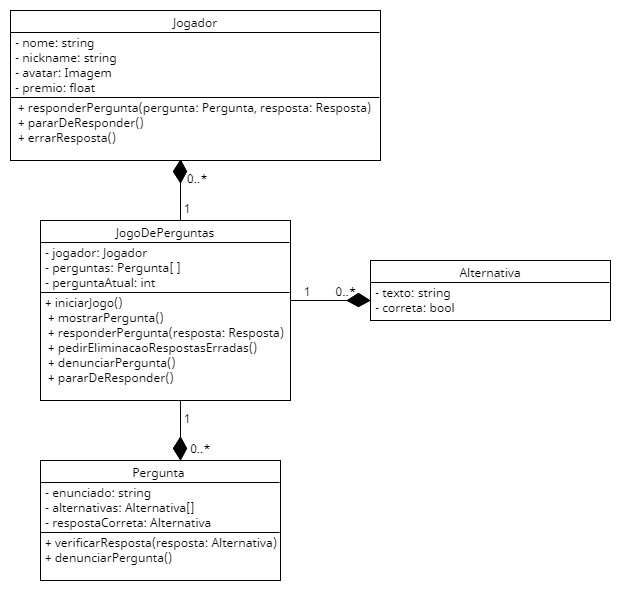 Jogador
- nome: string
- nickname: string
- avatar: Imagem
- premio: float
+ responderPergunta(pergunta: Pergunta, resposta: Resposta)
+ pararDeResponder()
+ errarResposta()
0..*
1
JogoDePerguntas
- jogador: Jogador
- perguntas: Pergunta[ ]
- perguntaAtual: int
+ iniciarJogo()
+ mostrarPergunta()
+ responderPergunta(resposta: Resposta)
+ pedirEliminacaoRespostasErradas()
+ denunciarPergunta()
+ pararDeResponder()
1 0..*
Alternativa
- texto: string
- correta: bool
1
0..*
Pergunta
- enunciado: string
- alternativas: Alternativa[]
- respostaCorreta: Alternativa
+ verificarResposta(resposta: Alternativa)
+ denunciarPergunta()